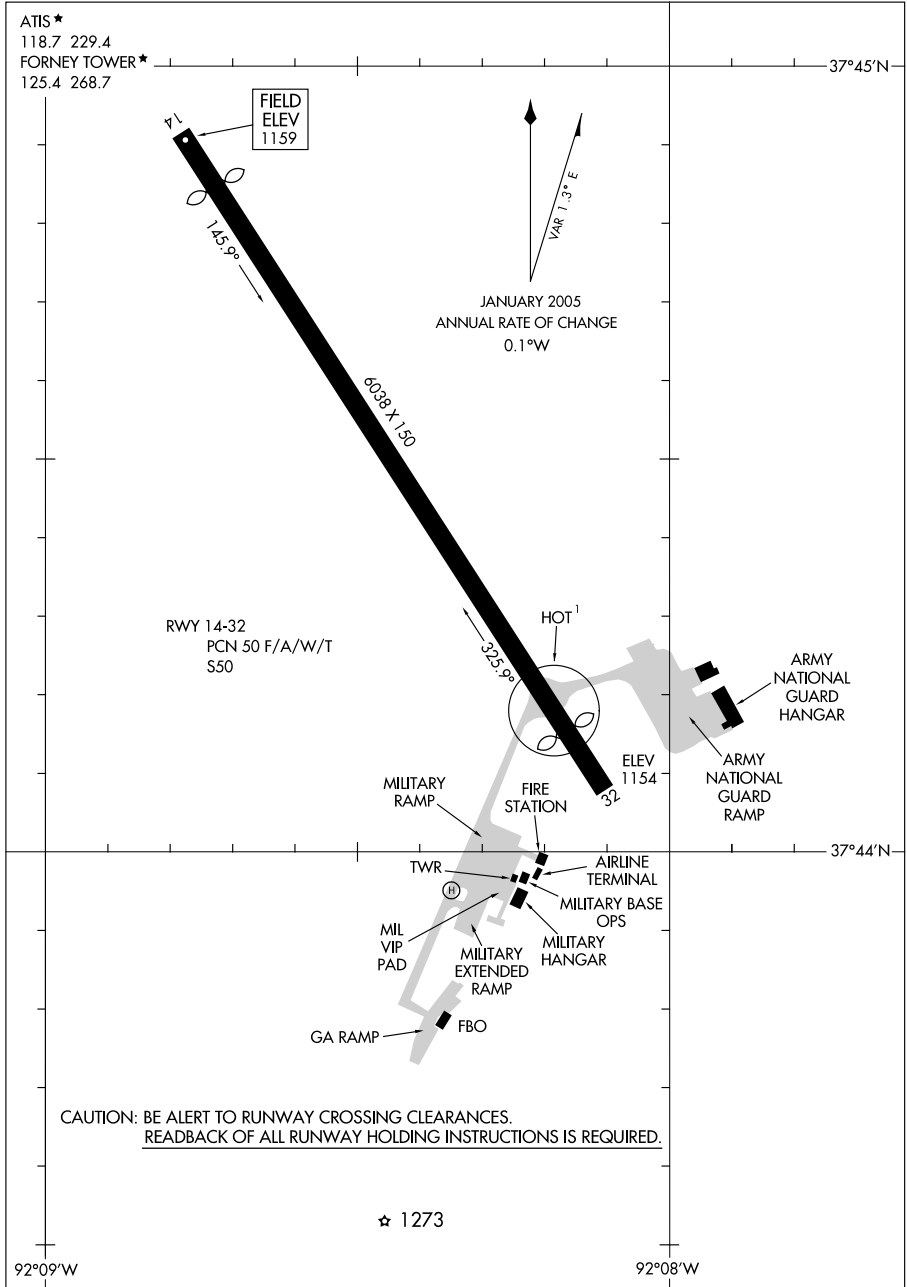 ATIS★
118.7 229.4
FORNEY TOWER★
125.4 268.7
37°45'N
FIELD
ELEV
1159
14
VAR 1.3° E
145.9°
JANUARY 2005
ANNUAL RATE OF CHANGE
0.1°W
6038 X 150
RWY 14-32
PCN 50 F/A/W/T
S50
HOT 1
325.9°
ARMY
NATIONAL
GUARD
HANGAR
ELEV
1154
32
ARMY
NATIONAL
GUARD
RAMP
MILITARY
RAMP
FIRE
STATION
37°44'N
TWR
AIRLINE
TERMINAL
H
MILITARY BASE
OPS
MIL
VIP
PAD
MILITARY
HANGAR
MILITARY
EXTENDED
RAMP
GA RAMP
FBO
CAUTION: BE ALERT TO RUNWAY CROSSING CLEARANCES.
READBACK OF ALL RUNWAY HOLDING INSTRUCTIONS IS REQUIRED.
☆ 1273
92°09'W
92°08'W